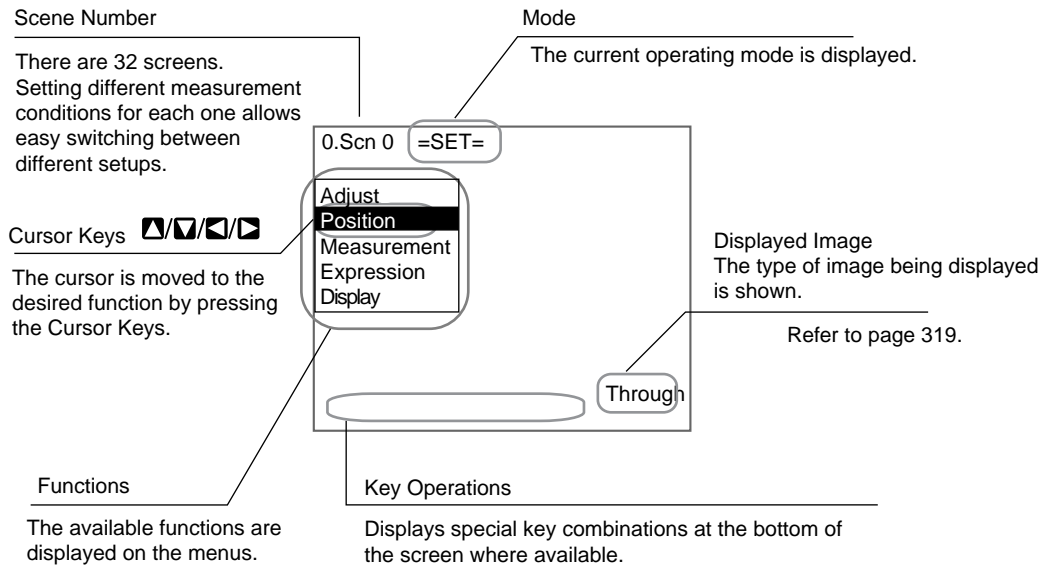 Scene Number
There are 32 screens.
Setting different measurement
conditions for each one allows
easy switching between
different setups.
Mode
The current operating mode is displayed.
0.Scn 0 =SET=
Adjust
Position
Measurement
Expression
Display
Through
Cursor Keys ▲/▼/◀/▶
The cursor is moved to the
desired function by pressing
the Cursor Keys.
Displayed Image
The type of image being displayed
is shown.
Refer to page 319.
Functions
The available functions are
displayed on the menus.
Key Operations
Displays special key combinations at the bottom of
the screen where available.